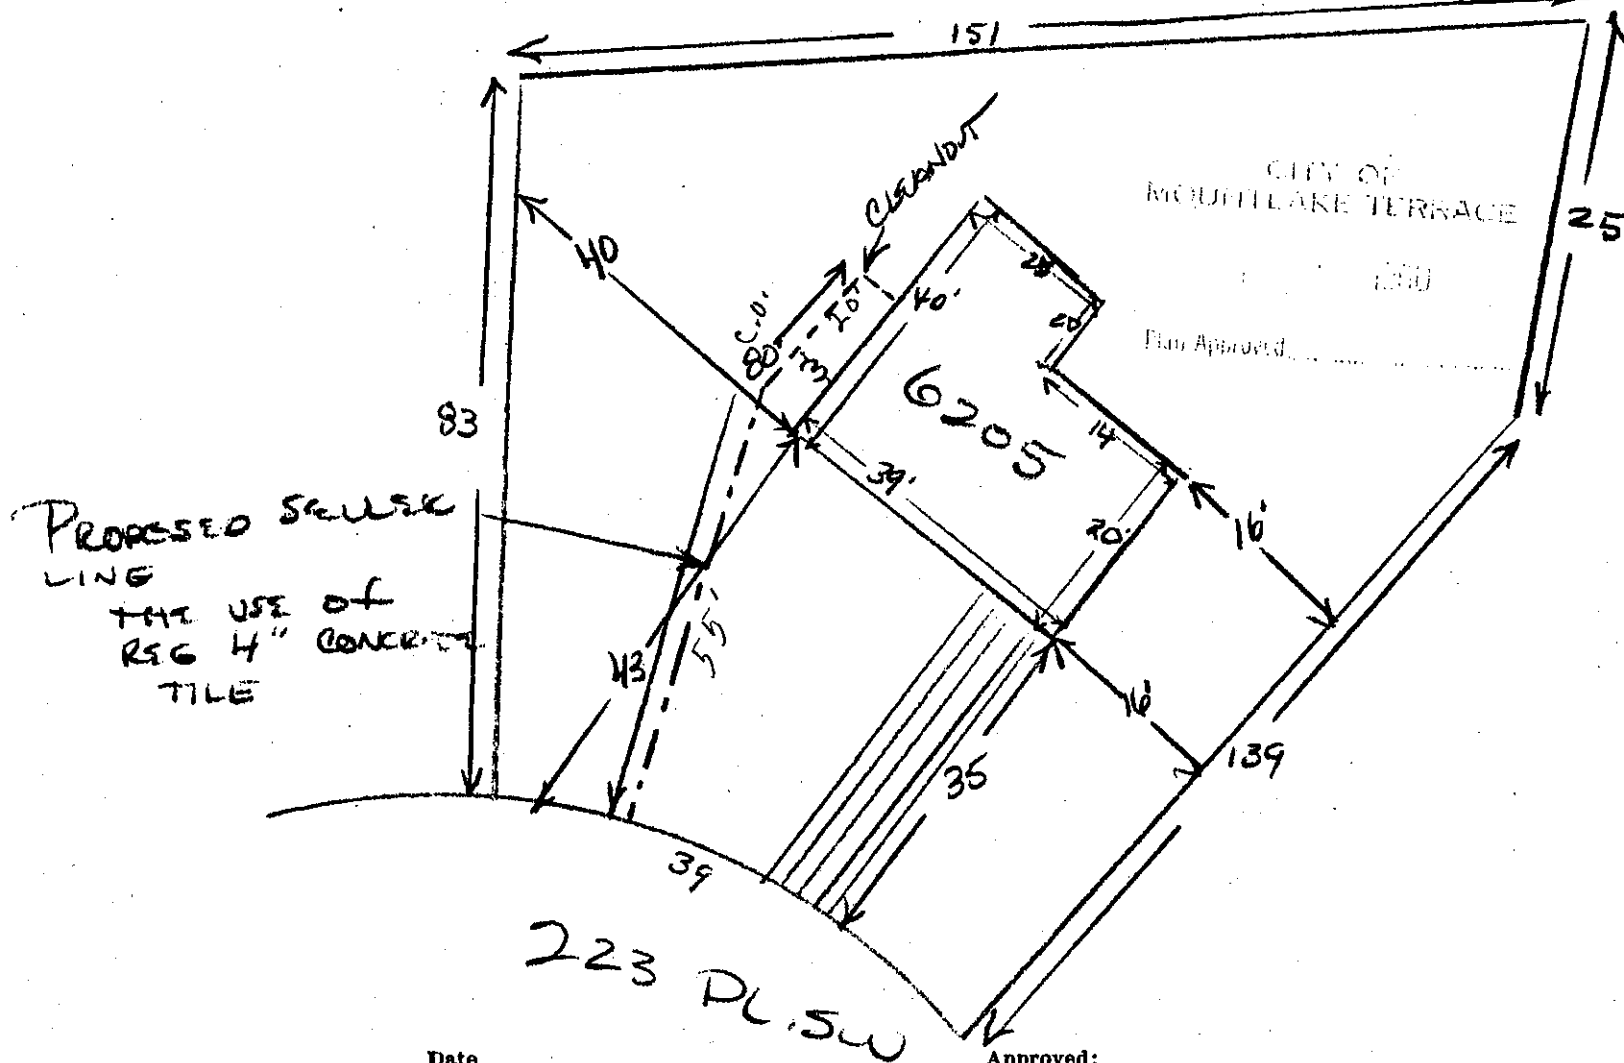 151
CLEANOUT
CITY OF
MOUNTLAKE TERRACE
25
40
40'
20
C.O.
80
20'
3
Plan Approved
83
6205
14
39'
20'
16'
PROPOSED SEWER
LINE
THE USE OF
REG 4" CONCRETE
TILE
43
55'
16'
35
139
39
223 PL. SW
Date
Approved: